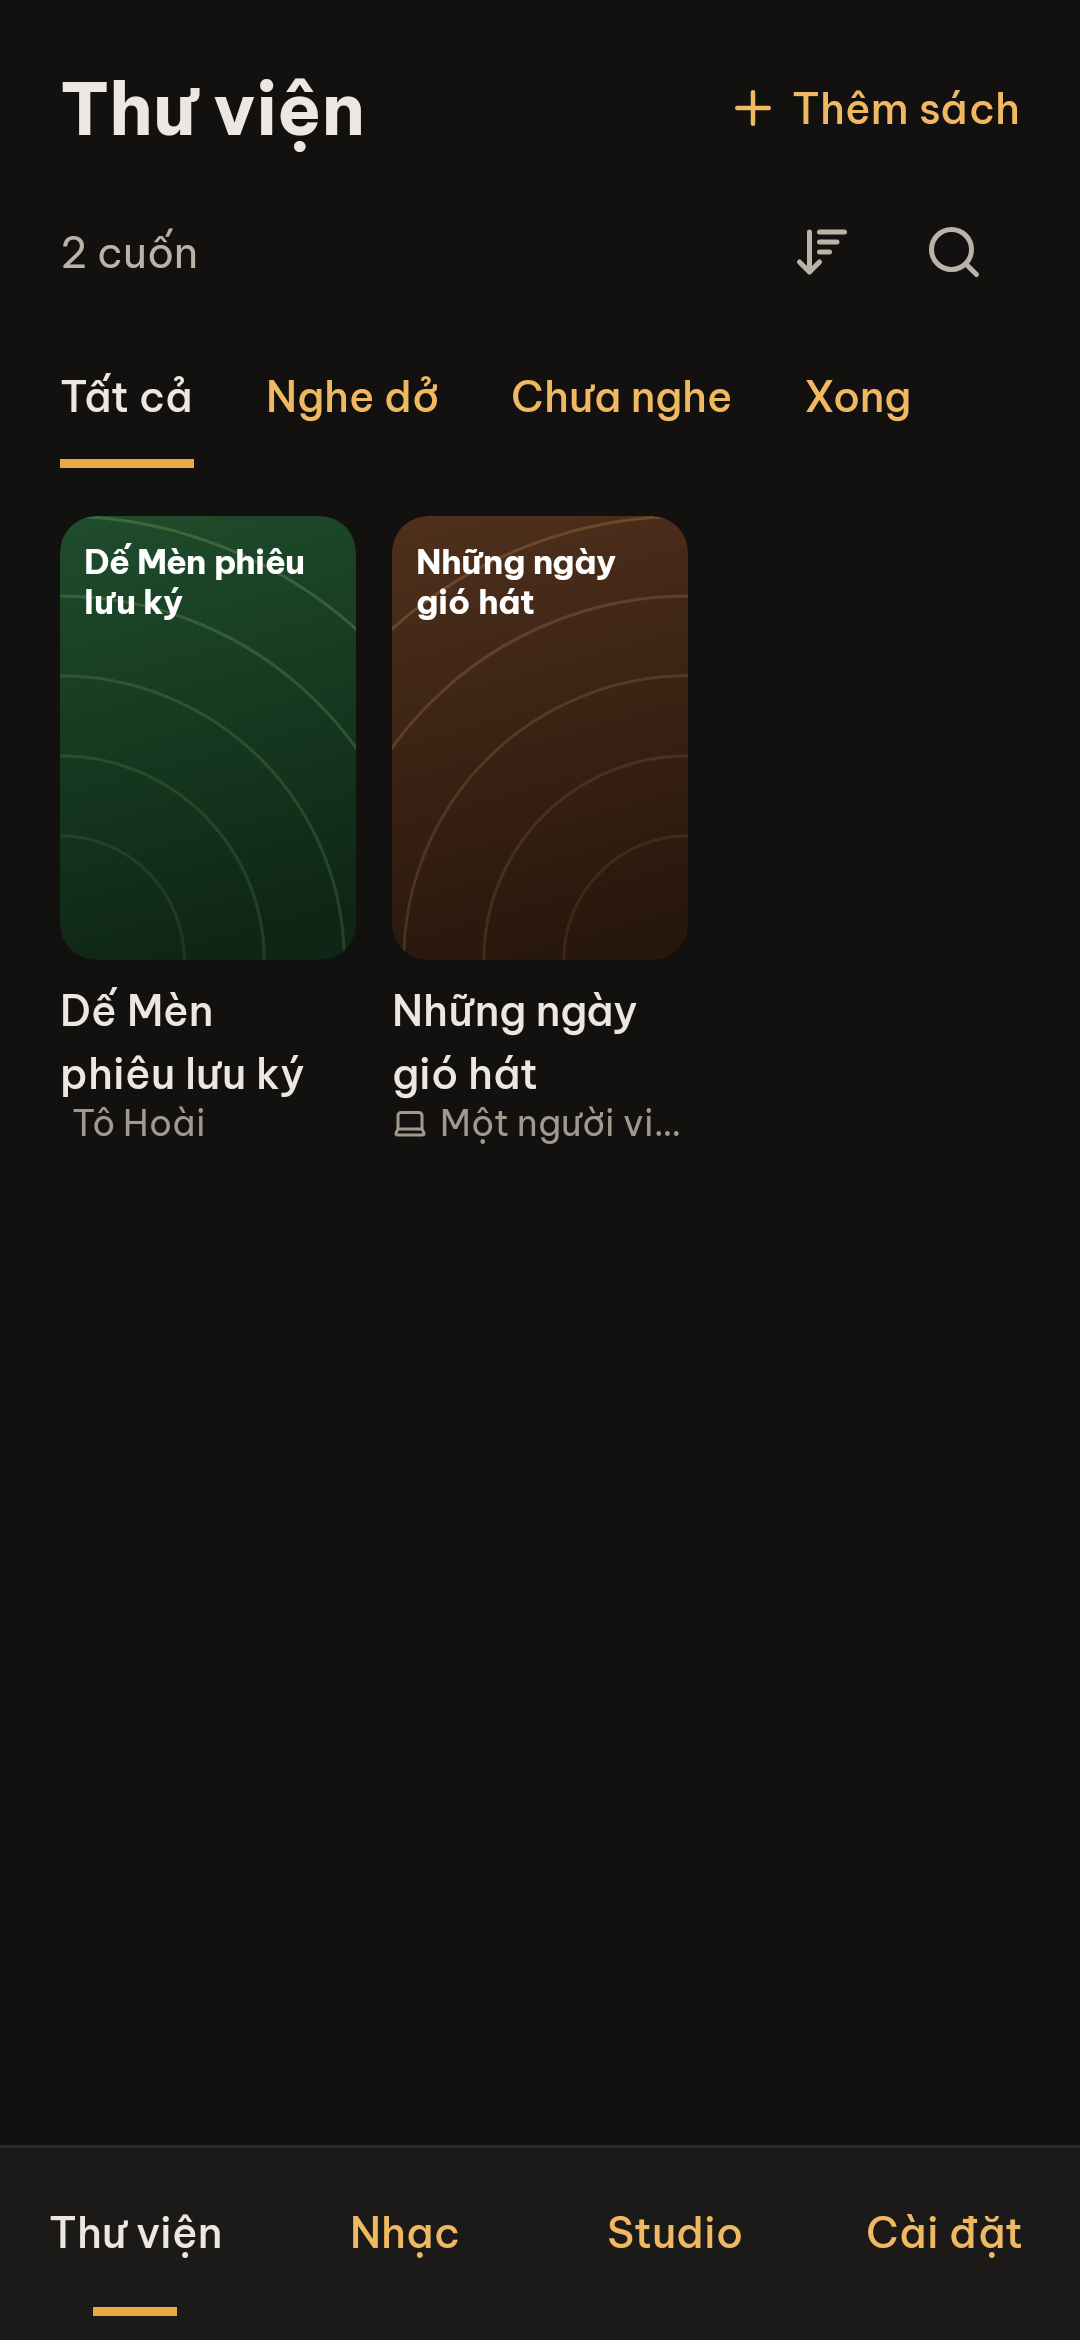 Thư viện
Thêm sách
2 cuốn
Tất cả
Nghe dở
Chưa nghe
Xong
Dế Mèn phiêu
lưu ký
Những ngày
gió hát
Dế Mèn
phiêu lưu ký
Tô Hoài
Những ngày
gió hát
Một người vi...
Thư viện
Nhạc
Studio
Cài đặt